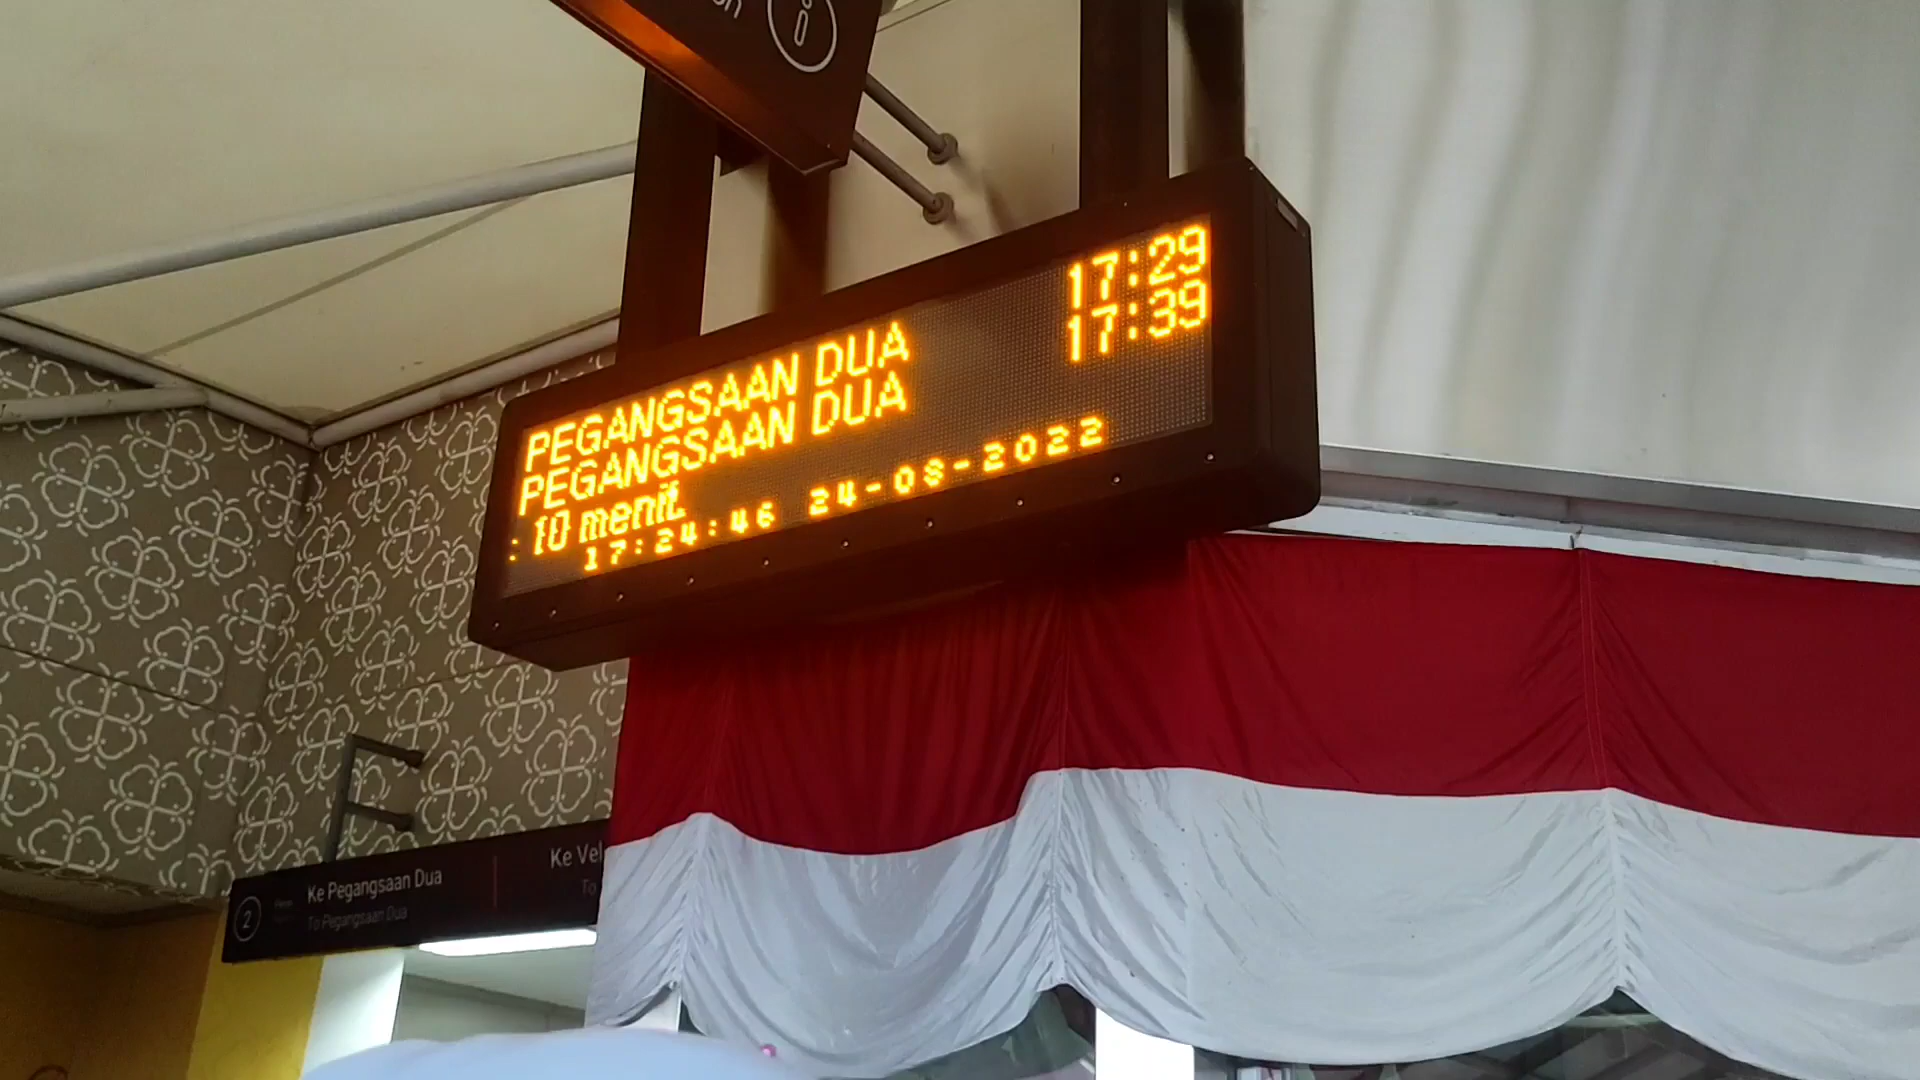 PEGANGSAAN DUA 17:29
PEGANGSAAN DUA 17:39
: 10 menit.
17:24:46 24-08-2022
2 Ke Pegangsaan Dua
To Pegangsaan Dua
Ke Vel
To